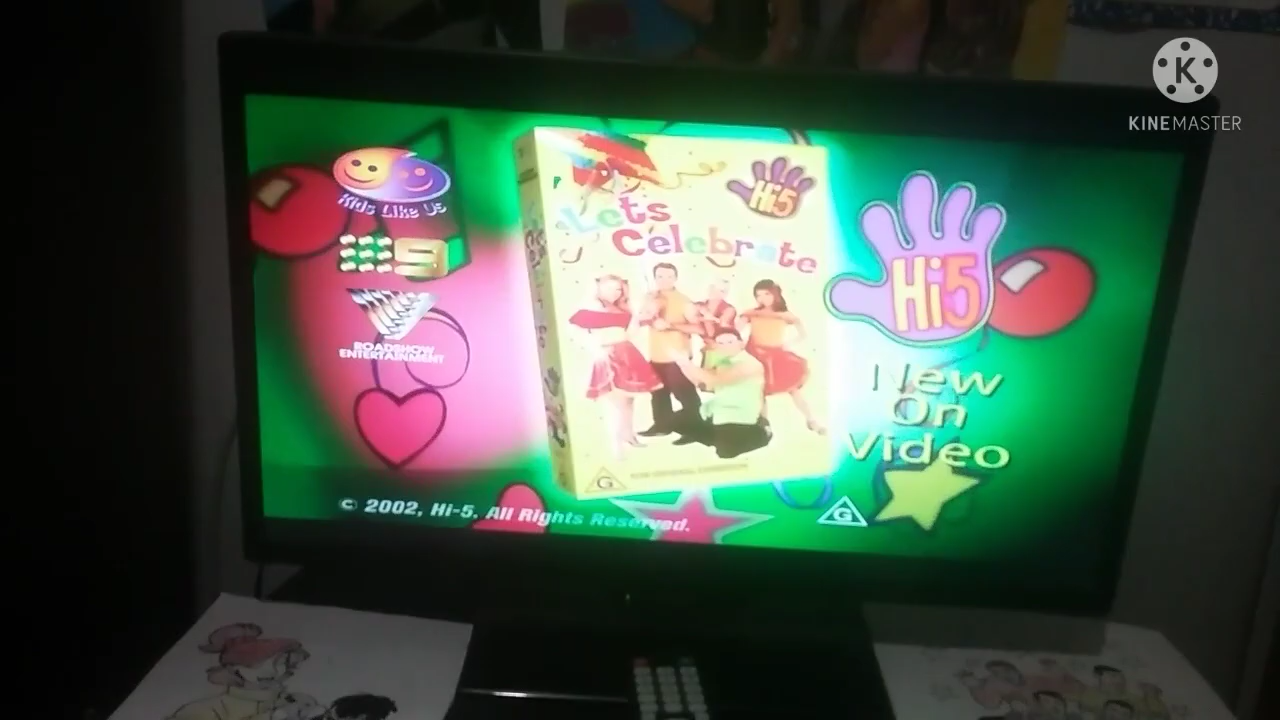 K
KINEMASTER
Kids Like Us
9
ROADSHOW
ENTERTAINMENT
Hi5
Lets
Celebrate
G
Hi5
New
On
Video
G
© 2002, Hi-5. All Rights Reserved.